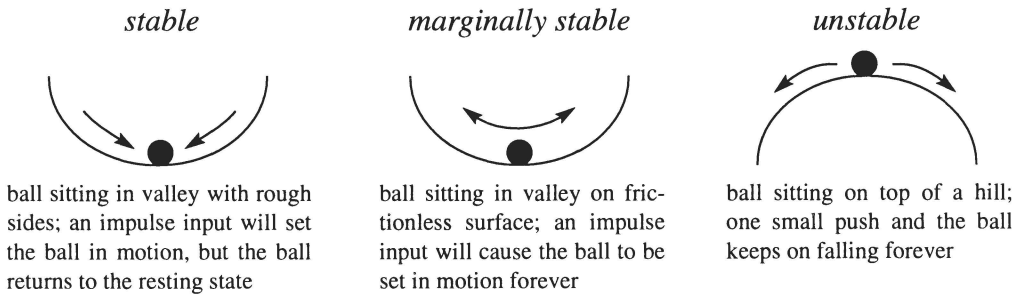 stable
ball sitting in valley with rough
sides; an impulse input will set
the ball in motion, but the ball
returns to the resting state
marginally stable
ball sitting in valley on fric-
tionless surface; an impulse
input will cause the ball to be
set in motion forever
unstable
ball sitting on top of a hill;
one small push and the ball
keeps on falling forever